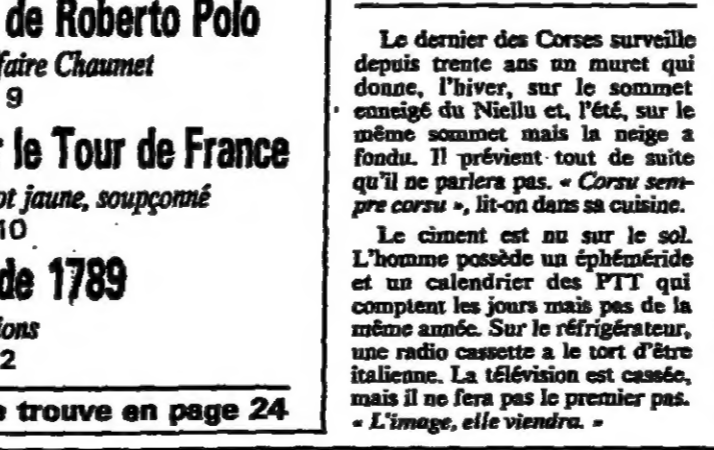 de Roberto Polo
faire Chaumet
9
r le Tour de France
ot jaune, soupçonné
10
de 1789
ions
2
e trouve en page 24
Le dernier des Corses surveille
depuis trente ans un muret qui
donne, l'hiver, sur le sommet
enneigé du Niellu et, l'été, sur le
même sommet mais la neige a
fondu. Il prévient tout de suite
qu'il ne parlera pas. « Corsu sem-
pre corsu », lit-on dans sa cuisine.
Le ciment est nu sur le sol.
L'homme possède un éphéméride
et un calendrier des PTT qui
comptent les jours mais pas de la
même année. Sur le réfrigérateur,
une radio cassette a le tort d'être
italienne. La télévision est cassée,
mais il ne fera pas le premier pas.
« L'image, elle viendra. »